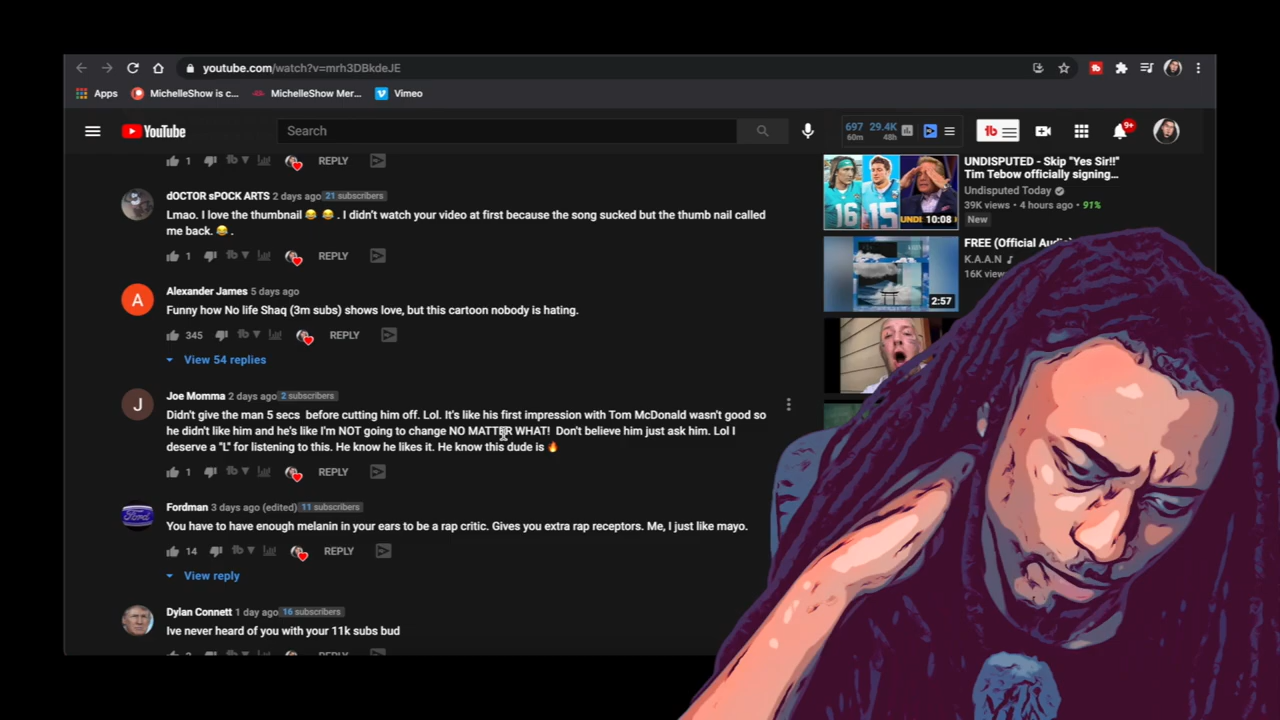 youtube.com/watch?v=mrh3DBkdeJE
Apps MichelleShow is c... MichelleShow Mer... Vimeo
YouTube Search 697 60m 29.4K 48h tb 9+
1 REPLY
dOCTOR sPOCK ARTS 2 days ago 21 subscribers
Lmao. I love the thumbnail 😂 😂 . I didn't watch your video at first because the song sucked but the thumb nail called
me back. 😂 .
1 REPLY
Alexander James 5 days ago
Funny how No life Shaq (3m subs) shows love, but this cartoon nobody is hating.
345 REPLY
View 54 replies
Joe Momma 2 days ago 2 subscribers
Didn't give the man 5 secs before cutting him off. Lol. It's like his first impression with Tom McDonald wasn't good so
he didn't like him and he's like I'm NOT going to change NO MATTER WHAT! Don't believe him just ask him. Lol I
deserve a "L" for listening to this. He know he likes it. He know this dude is 🔥
1 REPLY
Fordman 3 days ago (edited) 11 subscribers
You have to have enough melanin in your ears to be a rap critic. Gives you extra rap receptors. Me, I just like mayo.
14 REPLY
View reply
Dylan Connett 1 day ago 16 subscribers
Ive never heard of you with your 11k subs bud
UNDISPUTED - Skip "Yes Sir!!"
Tim Tebow officially signing...
Undisputed Today
39K views • 4 hours ago • 91%
New
16 15 UNDI 10:08
FREE (Official Au
K.A.A.N
16K view
2:57